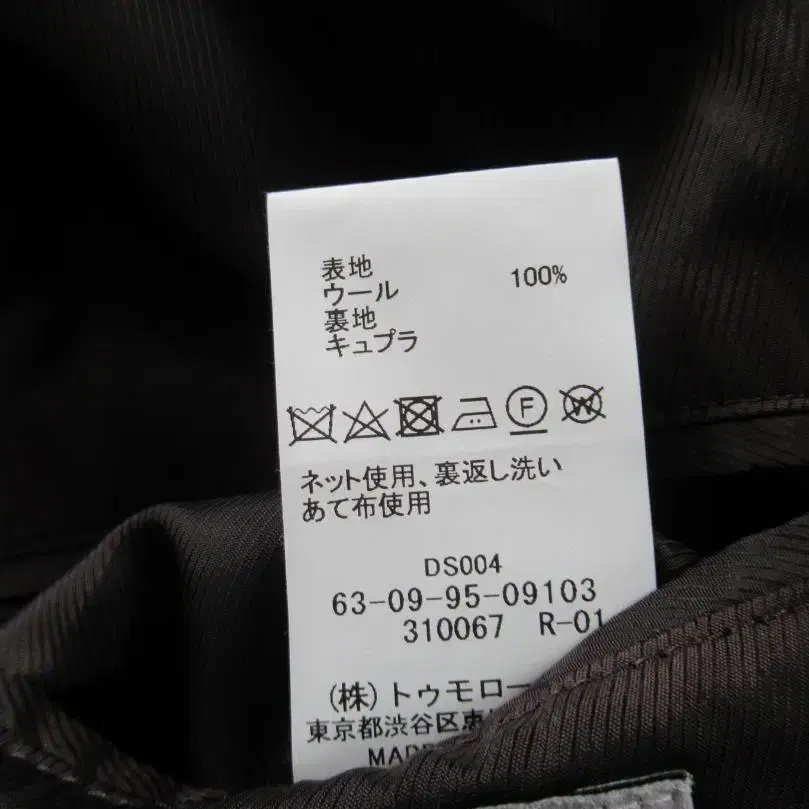 表地
ウール 100%
裏地
キュプラ
F W
ネット使用、裏返し洗い
あて布使用
DS004
63-09-95-09103
310067 R-01
(株)トゥモロー
東京都渋谷区恵
MADE